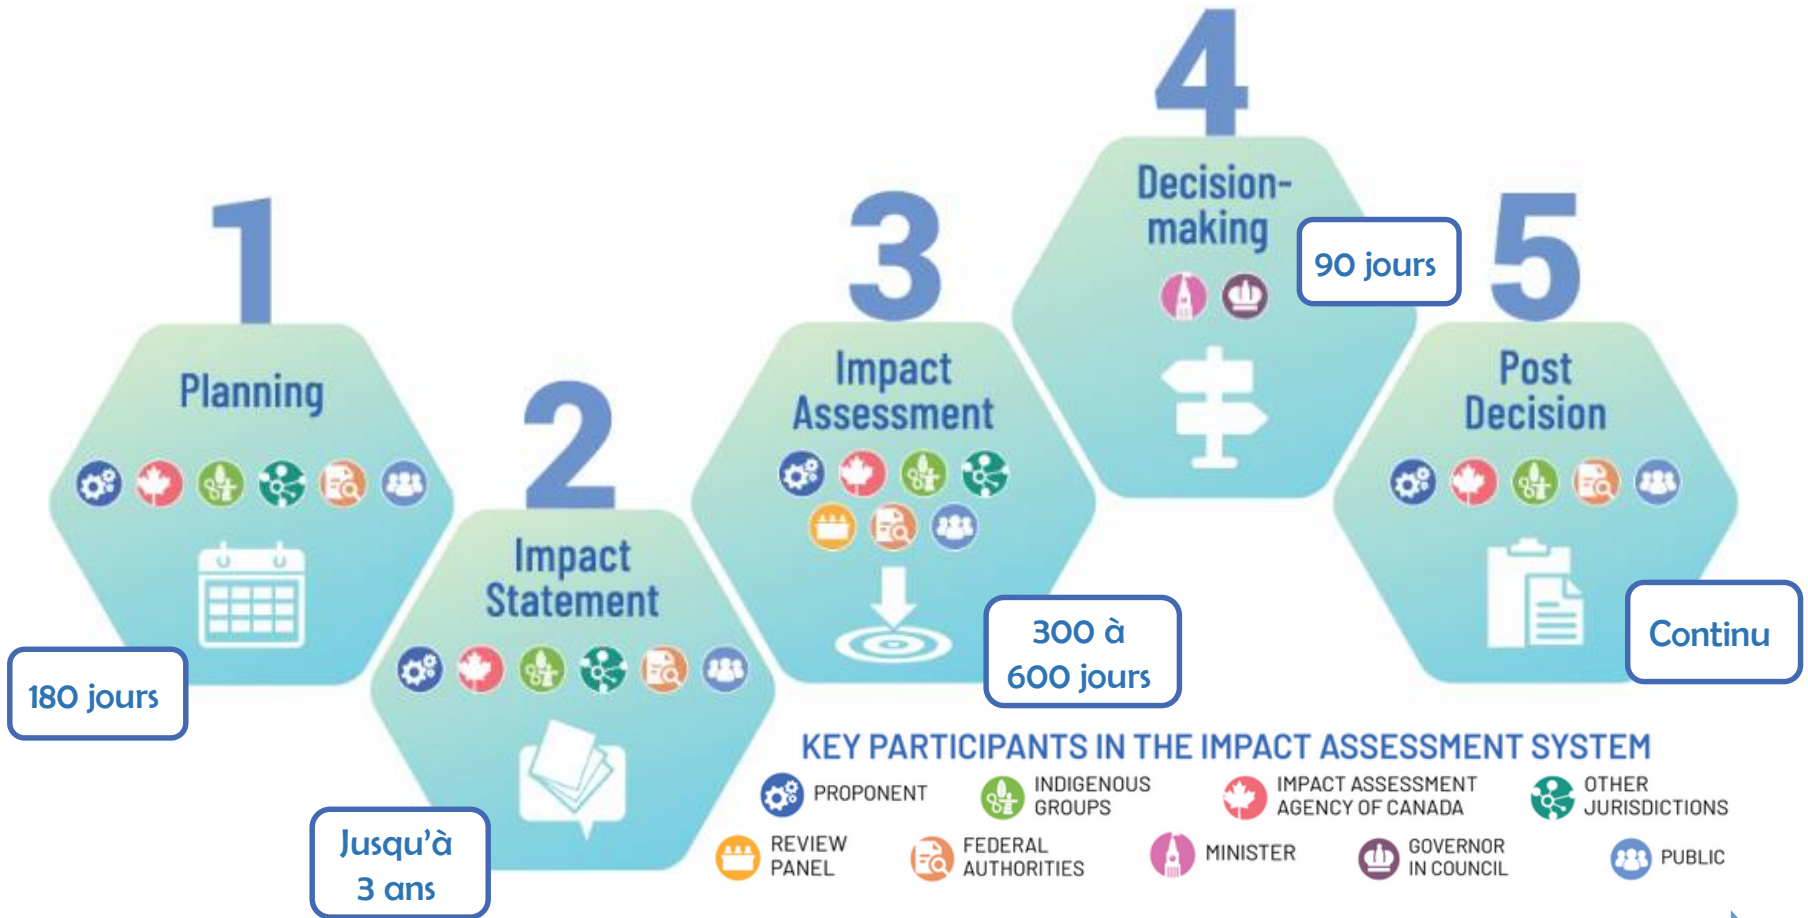 1
Planning
180 jours
2
Impact
Statement
Jusqu'à
3 ans
3
Impact
Assessment
300 à
600 jours
4
Decision-
making
90 jours
5
Post
Decision
Continu
KEY PARTICIPANTS IN THE IMPACT ASSESSMENT SYSTEM
PROPONENT
INDIGENOUS
GROUPS
IMPACT ASSESSMENT
AGENCY OF CANADA
OTHER
JURISDICTIONS
REVIEW
PANEL
FEDERAL
AUTHORITIES
MINISTER
GOVERNOR
IN COUNCIL
PUBLIC